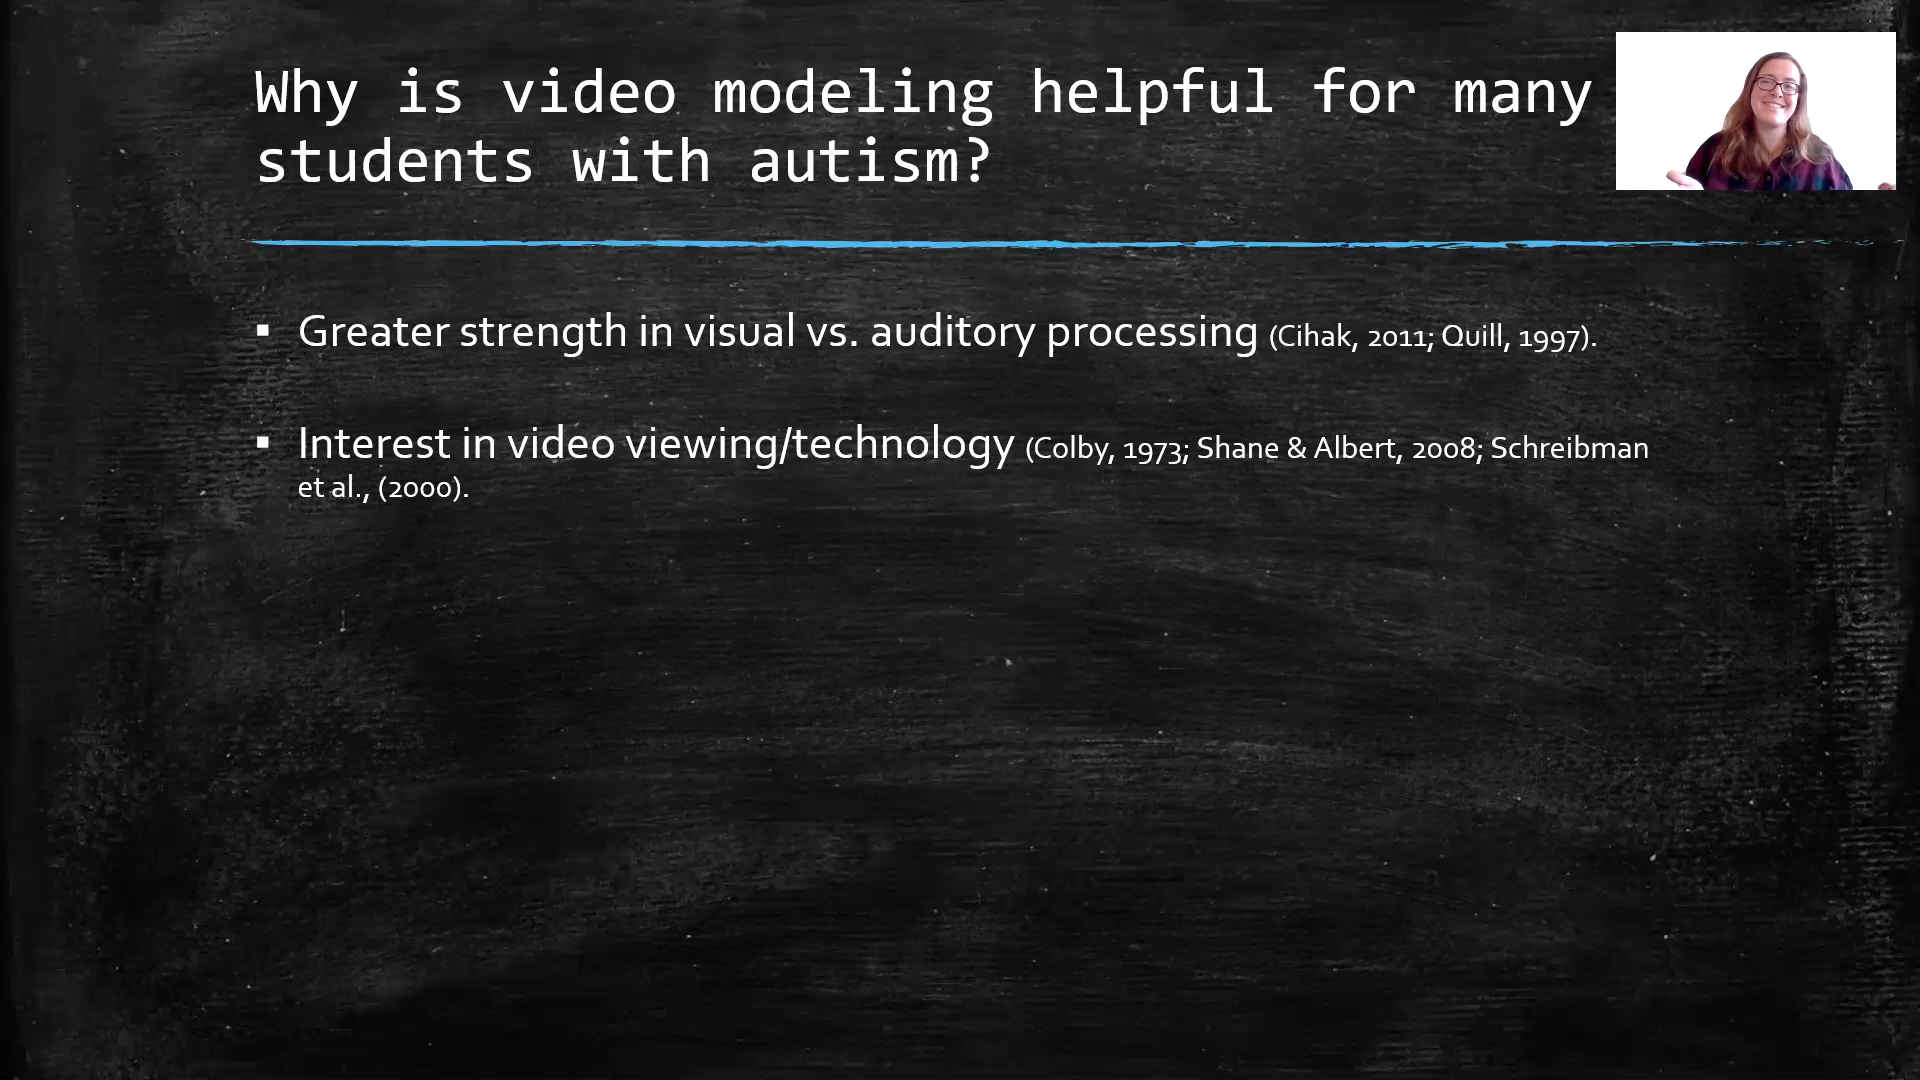 Why is video modeling helpful for many
students with autism?
▪ Greater strength in visual vs. auditory processing (Cihak, 2011; Quill, 1997).
▪ Interest in video viewing/technology (Colby, 1973; Shane & Albert, 2008; Schreibman
et al., (2000).